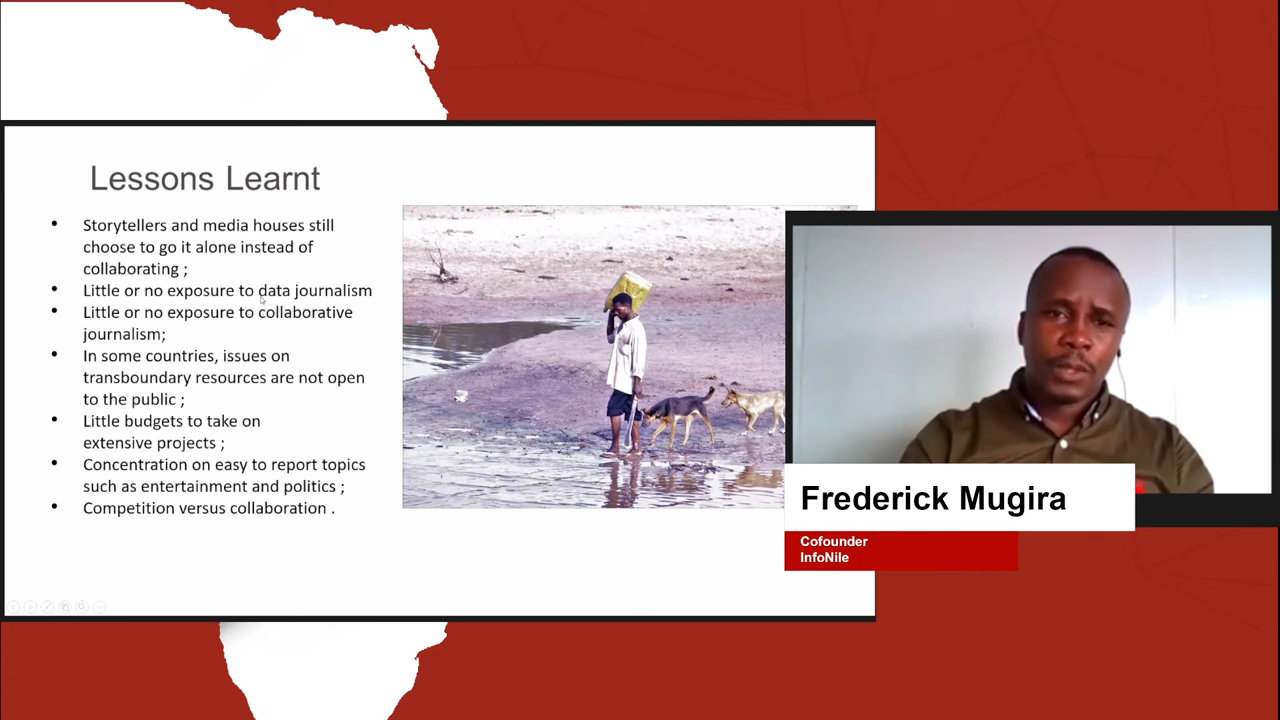 Lessons Learnt
• Storytellers and media houses still
choose to go it alone instead of
collaborating ;
• Little or no exposure to data journalism
• Little or no exposure to collaborative
journalism;
• In some countries, issues on
transboundary resources are not open
to the public ;
• Little budgets to take on
extensive projects ;
• Concentration on easy to report topics
such as entertainment and politics ;
• Competition versus collaboration .
Frederick Mugira
Cofounder
InfoNile